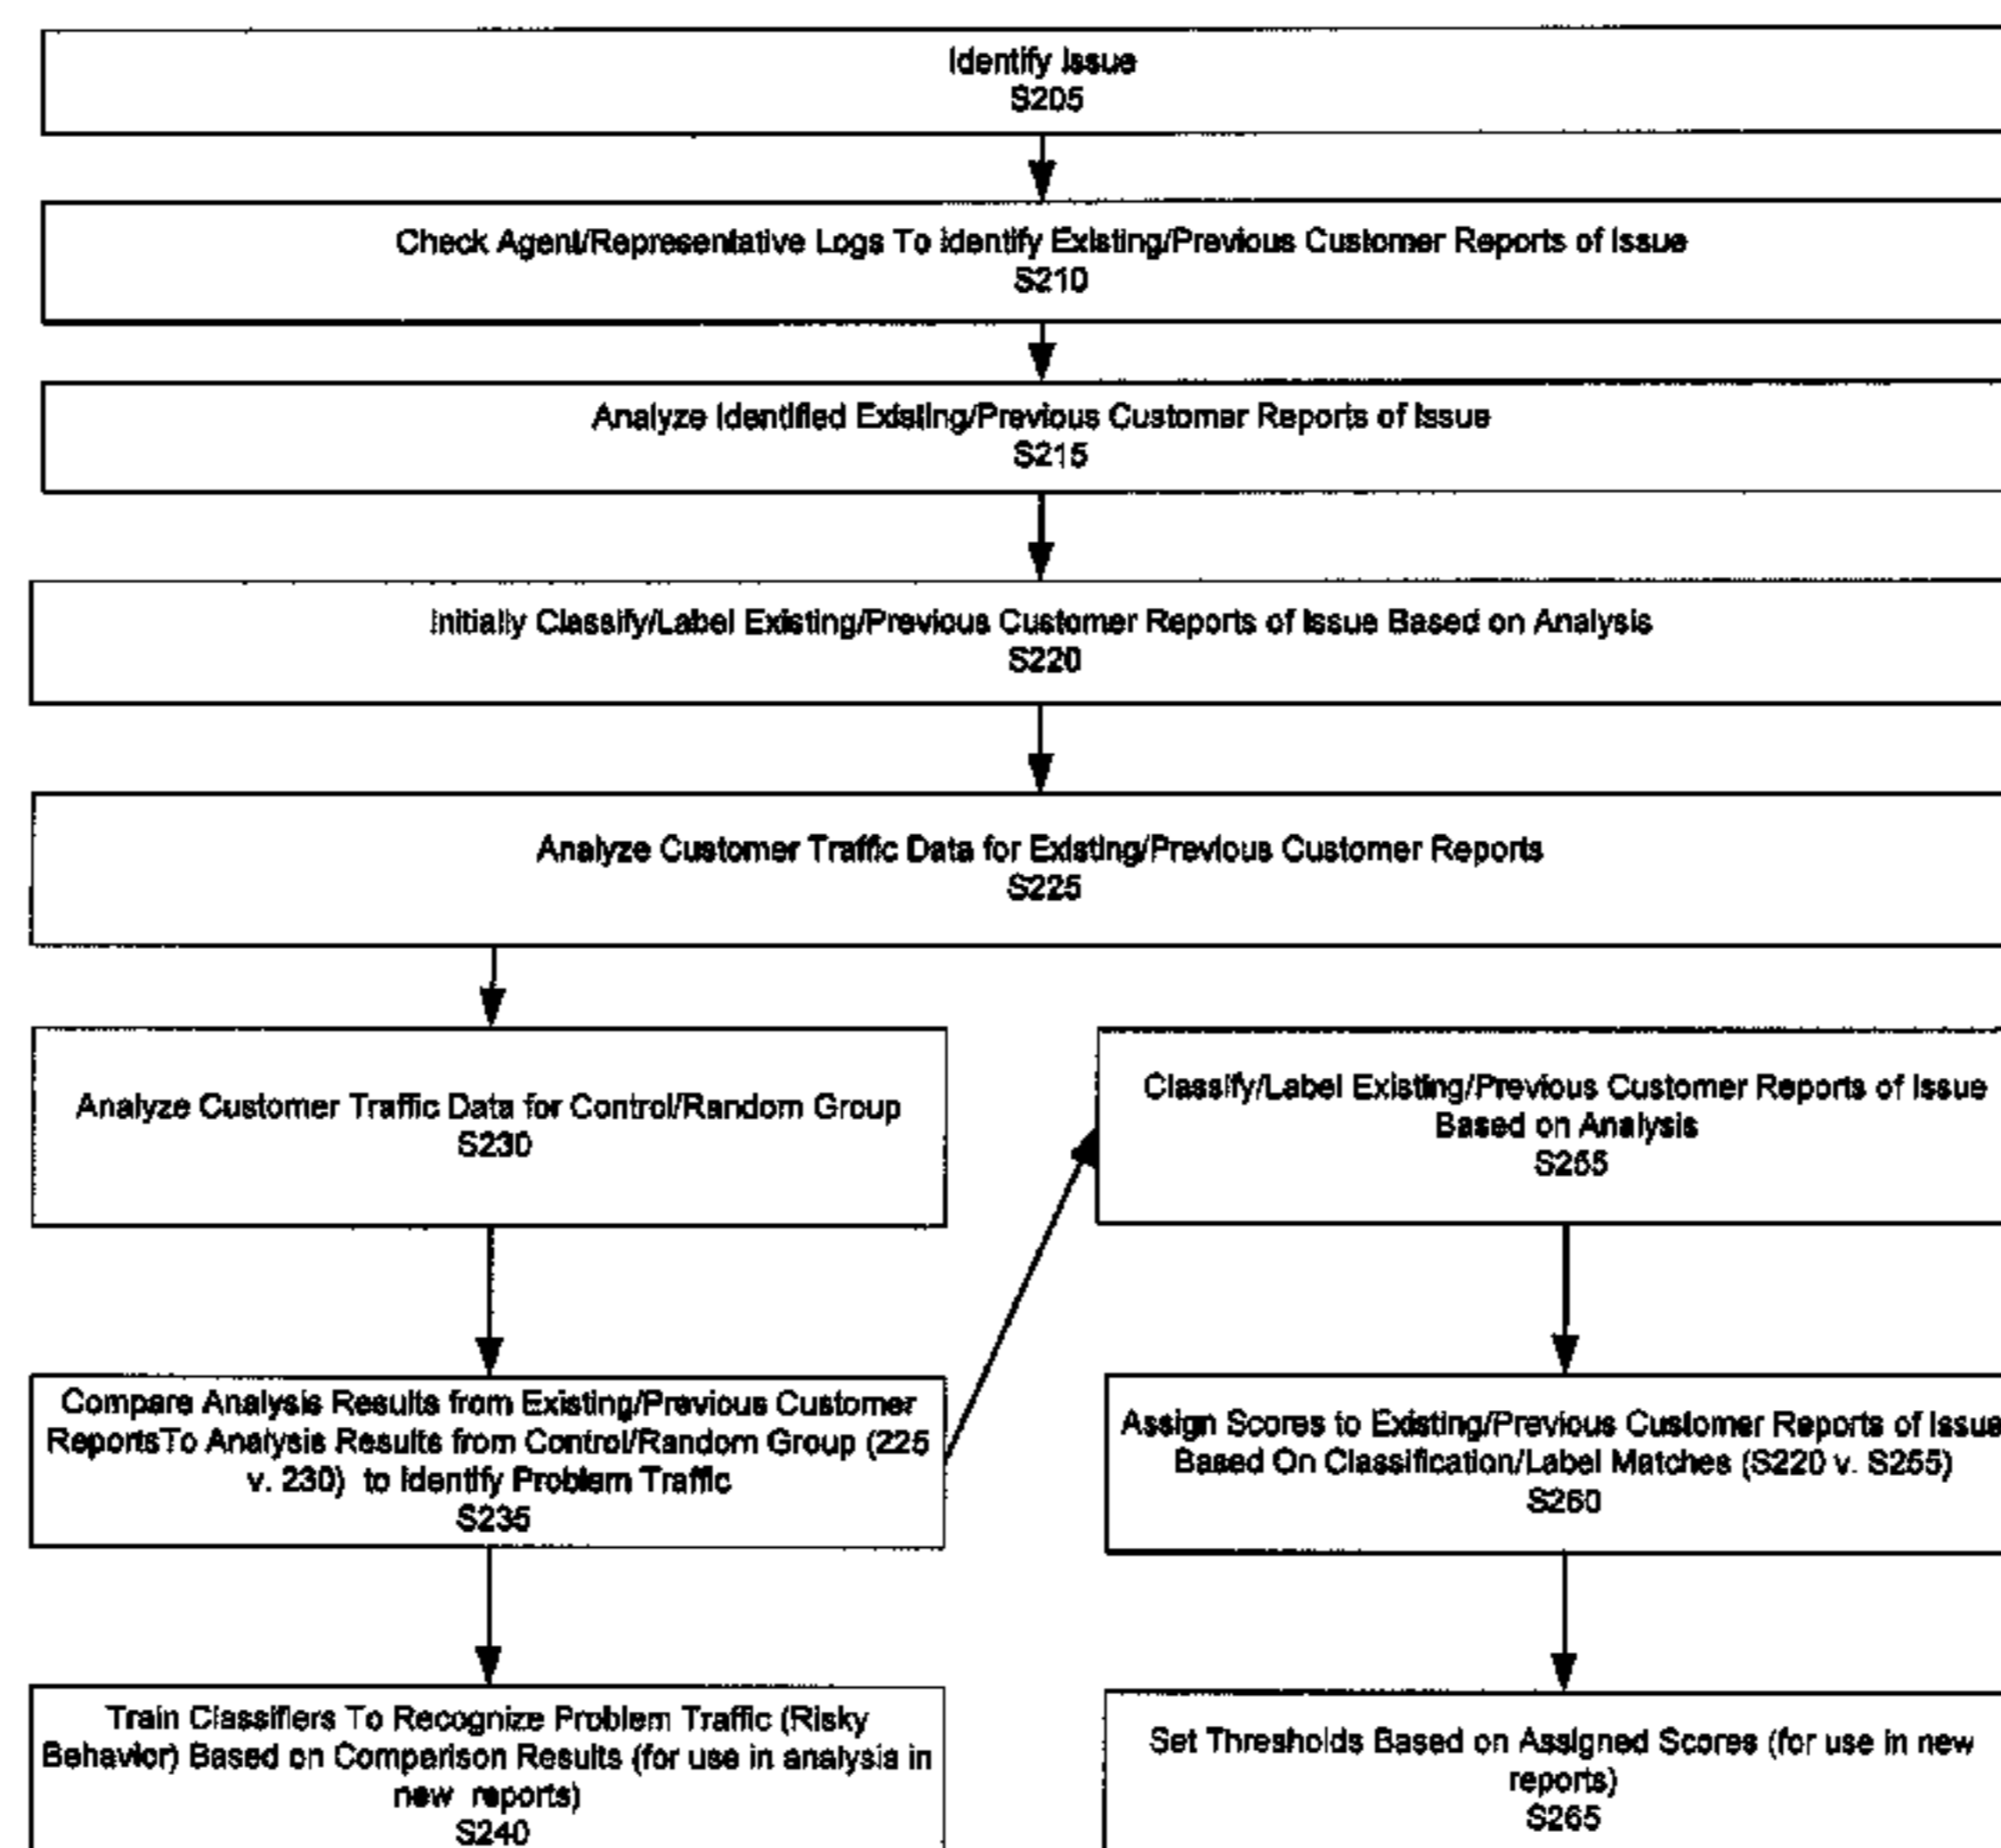 Identify Issue
S205
Check Agent/Representative Logs To Identify Existing/Previous Customer Reports of Issue
S210
Analyze Identified Existing/Previous Customer Reports of Issue
S215
Initially Classify/Label Existing/Previous Customer Reports of Issue Based on Analysis
S220
Analyze Customer Traffic Data for Existing/Previous Customer Reports
S225
Analyze Customer Traffic Data for Control/Random Group
S230
Classify/Label Existing/Previous Customer Reports of Issue
Based on Analysis
S255
Compare Analysis Results from Existing/Previous Customer
ReportsTo Analysis Results from Control/Random Group (225
v. 230) to Identify Problem Traffic
S235
Assign Scores to Existing/Previous Customer Reports of Issue
Based On Classification/Label Matches (S220 v. S255)
S260
Train Classifiers To Recognize Problem Traffic (Risky
Behavior) Based on Comparison Results (for use in analysis in
new reports)
S240
Set Thresholds Based on Assigned Scores (for use in new
reports)
S265